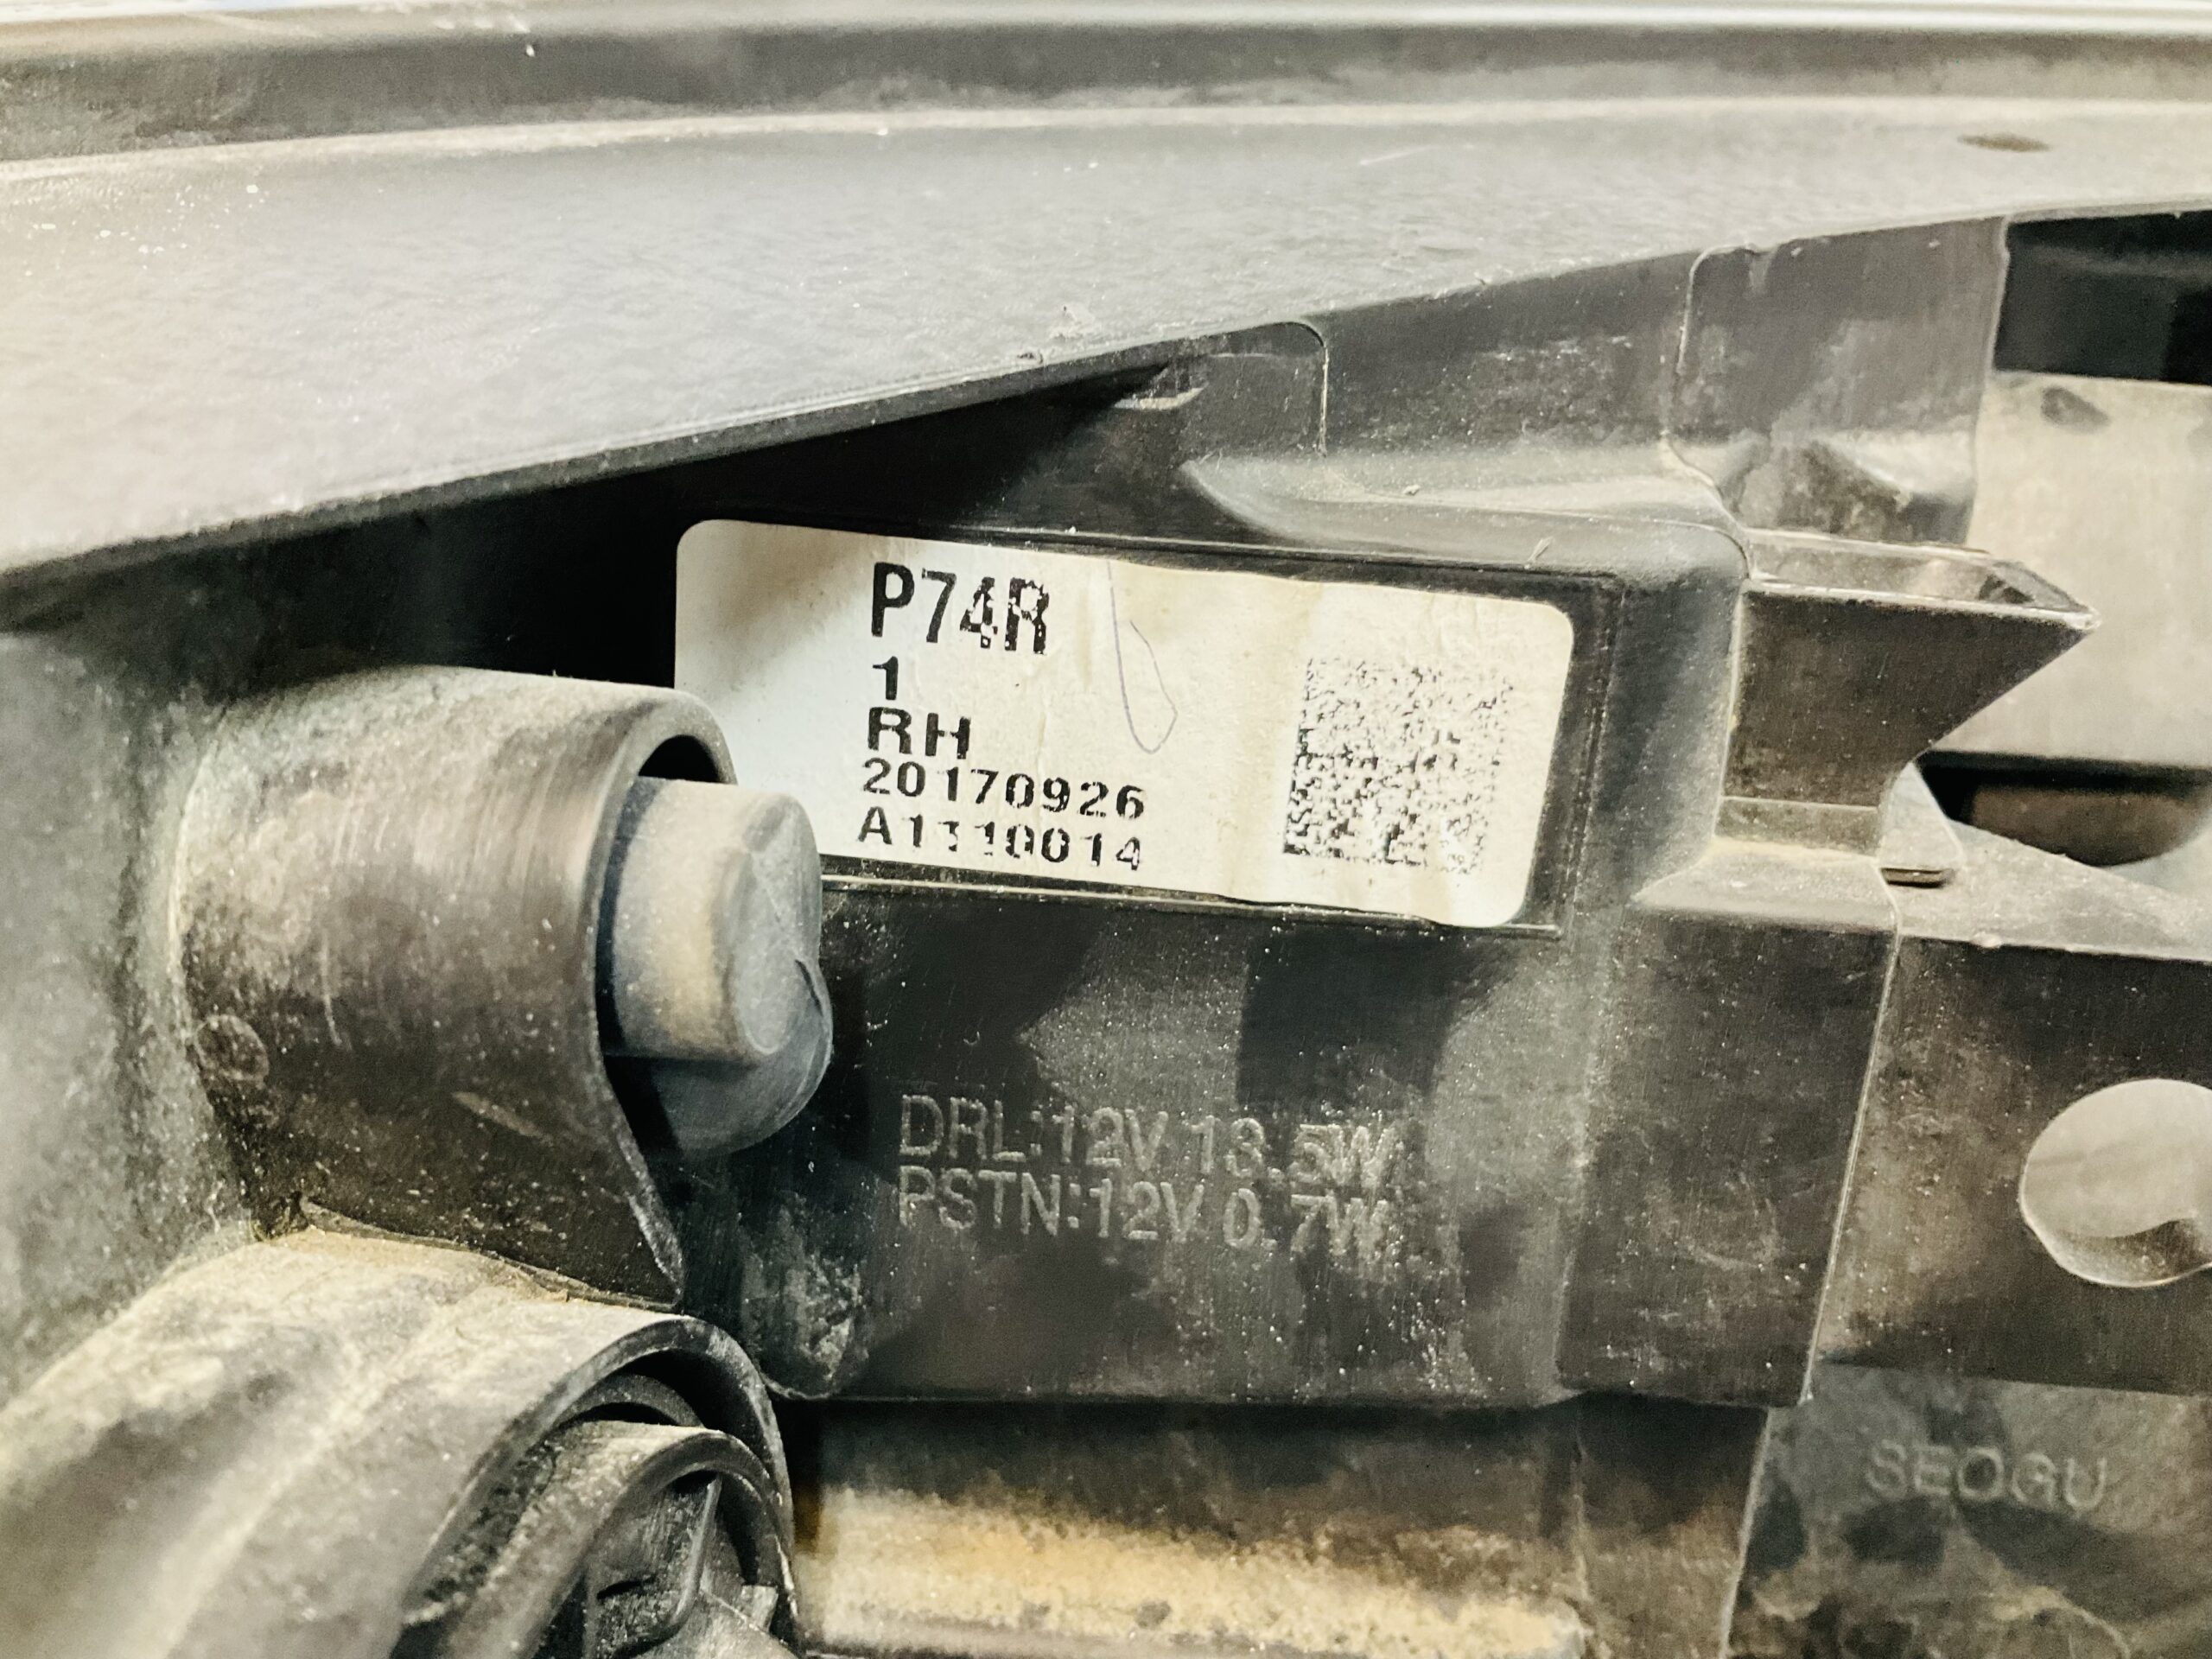 P74R
1
RH
20170926
A1110014
DRL:12V 13.5W
PSTN:12V 0.7W
SEOGU